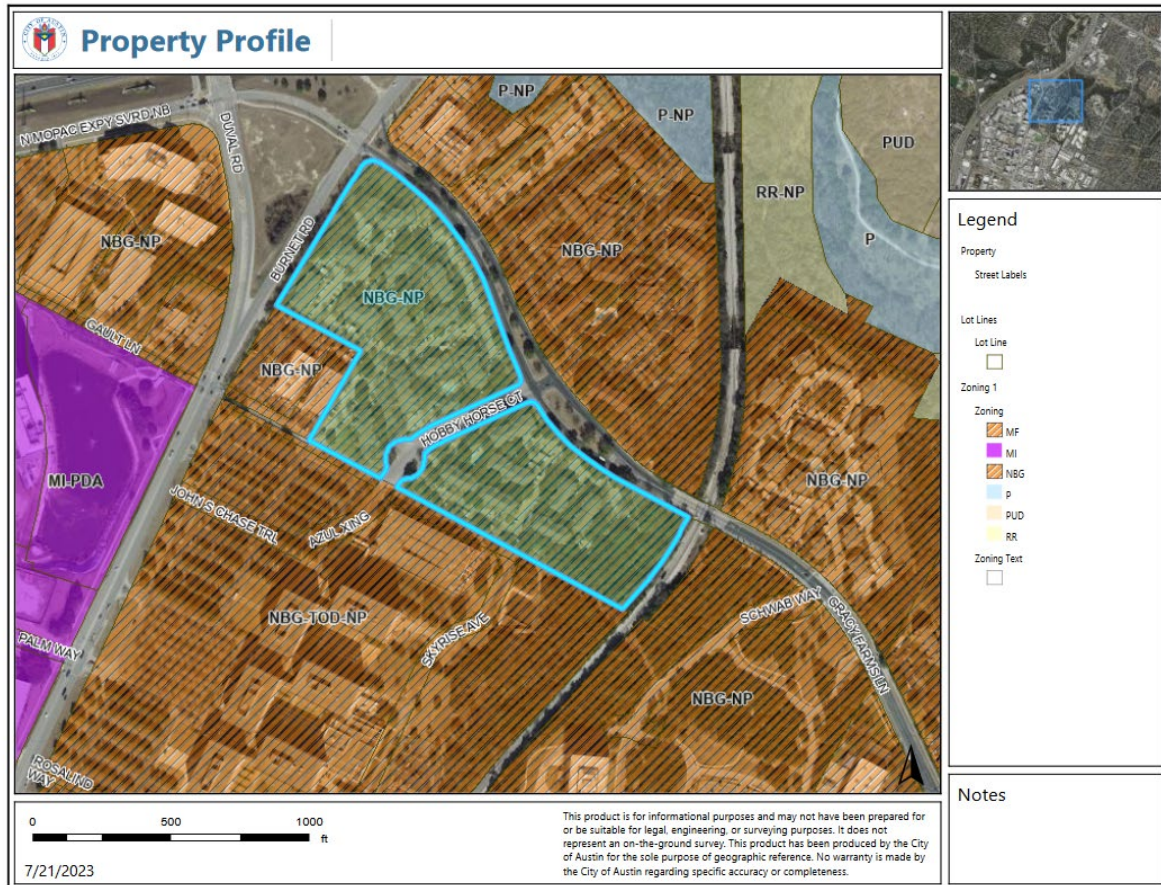 Property Profile
N MOPAC EXPY SVRD NB
DUVAL RD
BURNET RD
P-NP
P-NP
PUD
RR-NP
P
NBG-NP
NBG-NP
NBG-NP
GAULT LN
NBG-NP
HOBBY HORSE CT
MI-PDA
NBG-NP
JOHN S CHASE TRL
AZUL XING
NBG-TOD-NP
SKYRISE AVE
SCHWAB WAY
GRACY FARMS LN
PALM WAY
NBG-NP
ROSALIND
WAY
Legend
Property
Street Labels
Lot Lines
Lot Line
Zoning 1
Zoning
MF
MI
NBG
P
PUD
RR
Zoning Text
Notes
0 500 1000
ft
7/21/2023
This product is for informational purposes and may not have been prepared for
or be suitable for legal, engineering, or surveying purposes. It does not
represent an on-the-ground survey. This product has been produced by the City
of Austin for the sole purpose of geographic reference. No warranty is made by
the City of Austin regarding specific accuracy or completeness.